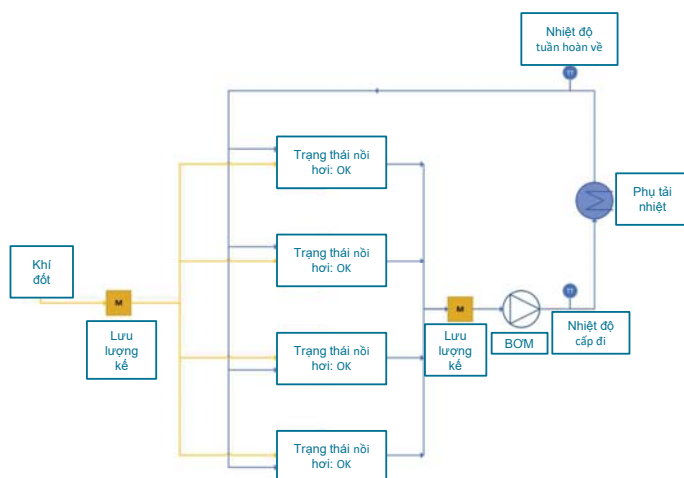 Nhiệt độ
tuần hoàn về
TT
Trạng thái nồi
hơi: OK
Phụ tải
nhiệt
Trạng thái nồi
hơi: OK
Khí
đốt
M
Lưu
lượng
kế
M
Lưu
lượng
kế
BƠM
TT
Nhiệt độ
cấp đi
Trạng thái nồi
hơi: OK
Trạng thái nồi
hơi: OK